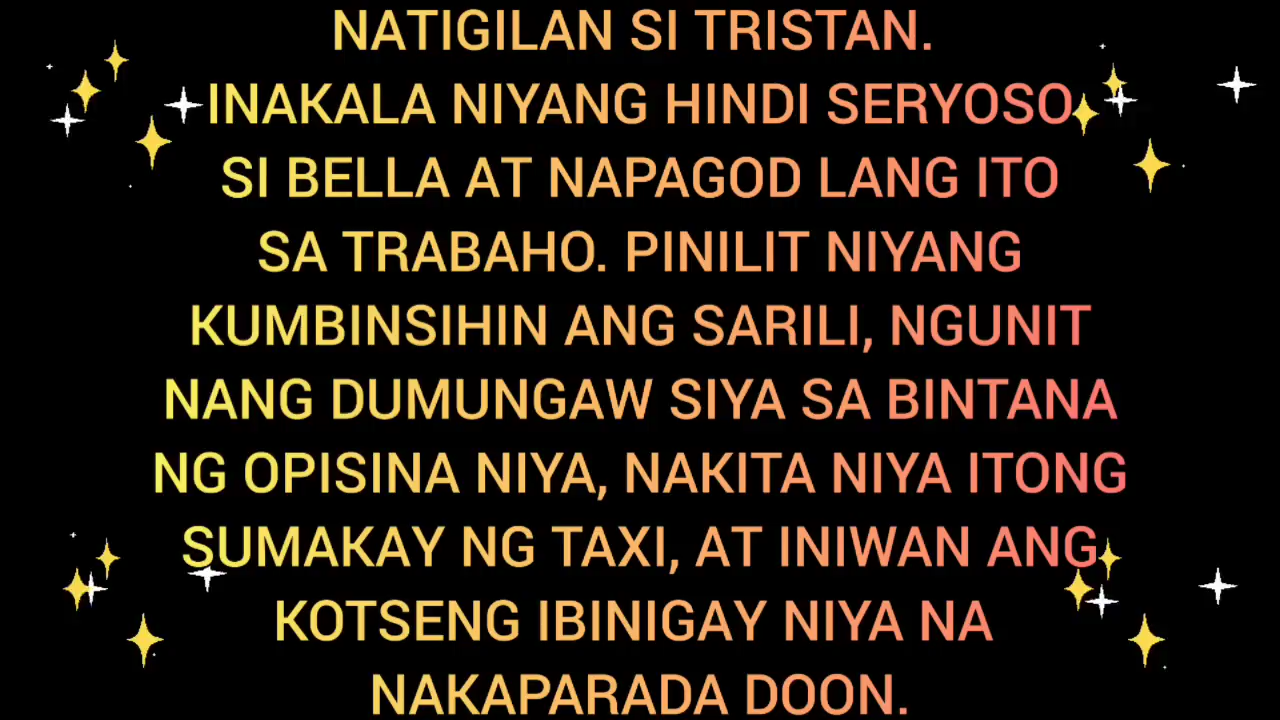 NATIGILAN SI TRISTAN.
INAKALA NIYANG HINDI SERYOSO
SI BELLA AT NAPAGOD LANG ITO
SA TRABAHO. PINILIT NIYANG
KUMBINSIHIN ANG SARILI, NGUNIT
NANG DUMUNGAW SIYA SA BINTANA
NG OPISINA NIYA, NAKITA NIYA ITONG
SUMAKAY NG TAXI, AT INIWAN ANG
KOTSENG IBINIGAY NIYA NA
NAKAPARADA DOON.